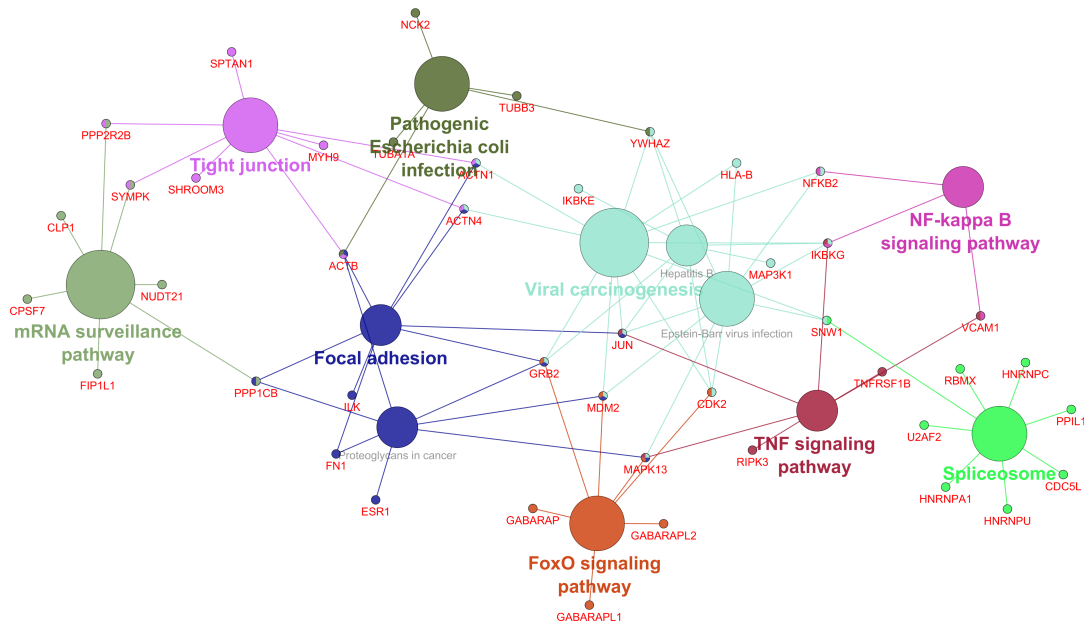 NCK2
SPTAN1
TUBB3
PPP2R2B
Pathogenic
Escherichia coli
infection
TUBA1A
YWHAZ
MYH9
Tight junction
ACTN1
HLA-B
NFKB2
SHROOM3
SYMPK
IKBKE
CLP1
ACTN4
NF-kappa B
signaling pathway
IKBKG
ACTB
Hepatitis B
MAP3K1
Viral carcinogenesis
NUDT21
CPSF7
mRNA surveillance
pathway
Epstein-Barr virus infection
SNW1
VCAM1
JUN
Focal adhesion
GRB2
FIP1L1
PPP1CB
ILK
MDM2
CDK2
TNFRSF1B
RBMX
HNRNPC
PPIL1
U2AF2
TNF signaling
pathway
RIPK3
FN1
Proteoglycans in cancer
MAPK13
Spliceosome
CDC5L
HNRNPA1
HNRNPU
ESR1
GABARAP
GABARAPL2
FoxO signaling
pathway
GABARAPL1